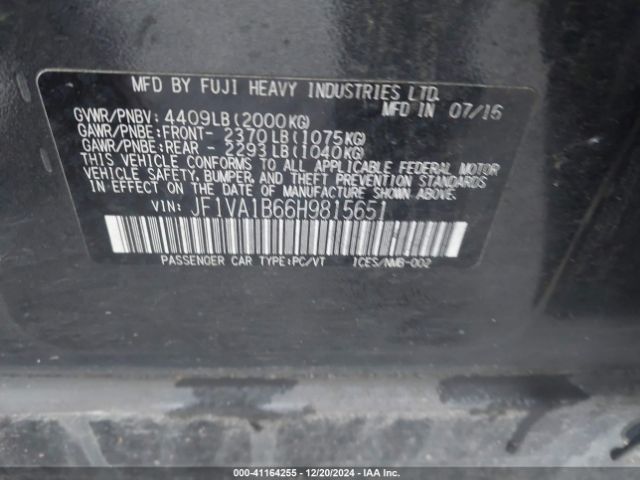 MFD BY FUJI HEAVY INDUSTRIES LTD.
MFD IN 07/16
GVWR/PNBV: 4409LB(2000KG)
GAWR/PNBE:FRONT- 2370LB(1075KG)
GAWR/PNBE:REAR - 2293LB(1040KG)
THIS VEHICLE CONFORMS TO ALL APPLICABLE FEDERAL MOTOR
VEHICLE SAFETY, BUMPER, AND THEFT PREVENTION STANDARDS
IN EFFECT ON THE DATE OF MANUFACTURE SHOWN ABOVE.
VIN: JF1VA1B66H9815651
PASSENGER CAR TYPE:PC/VT ICES/NMB-002
000-41164255 - 12/20/2024 - IAA Inc.